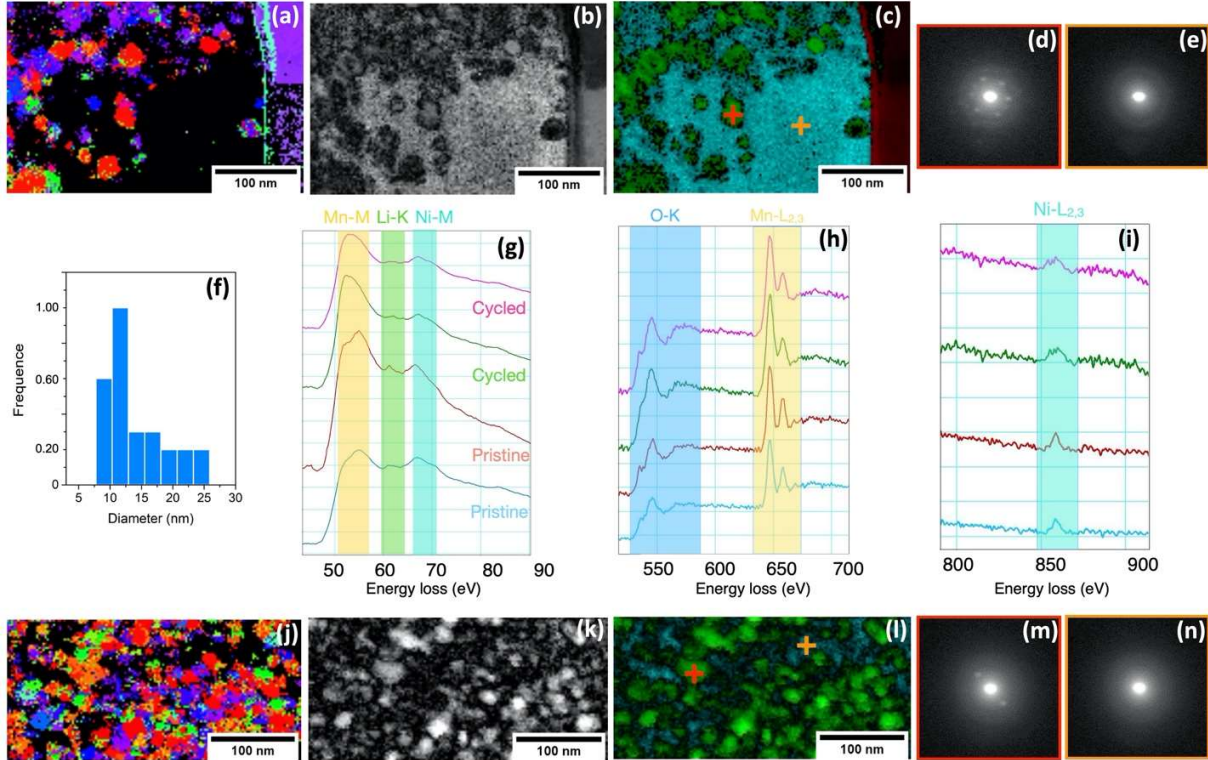 (a)
(b)
(c)
(d)
(e)
100 nm
100 nm
100 nm
Mn-M Li-K Ni-M
(g)
Cycled
Cycled
Pristine
Pristine
50 60 70 80 90
Energy loss (eV)
O-K Mn-L2,3
(h)
550 600 650 700
Energy loss (eV)
Ni-L2,3
(i)
800 850 900
Energy loss (eV)
(f)
Frequence
1.00
0.60
0.20
0
5 10 15 20 25 30
Diameter (nm)
(j)
(k)
(l)
(m)
(n)
100 nm
100 nm
100 nm